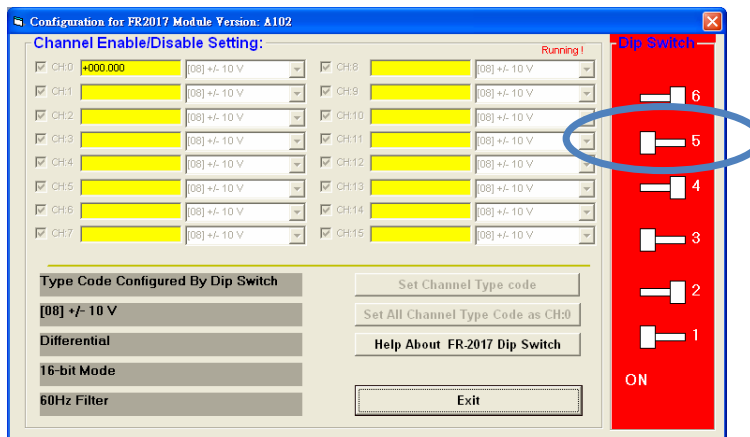 Configuration for FR2017 Module Version: A102
Channel Enable/Disable Setting:
Running !
CH:0 +000.000 [08] +/- 10 V
CH:1 [08] +/- 10 V
CH:2 [08] +/- 10 V
CH:3 [08] +/- 10 V
CH:4 [08] +/- 10 V
CH:5 [08] +/- 10 V
CH:6 [08] +/- 10 V
CH:7 [08] +/- 10 V
CH:8 [08] +/- 10 V
CH:9 [08] +/- 10 V
CH:10 [08] +/- 10 V
CH:11 [08] +/- 10 V
CH:12 [08] +/- 10 V
CH:13 [08] +/- 10 V
CH:14 [08] +/- 10 V
CH:15 [08] +/- 10 V
Type Code Configured By Dip Switch
[08] +/- 10 V
Differential
16-bit Mode
60Hz Filter
Set Channel Type code
Set All Channel Type Code as CH:0
Help About FR-2017 Dip Switch
Exit
Dip Switch
6
5
4
3
2
1
ON